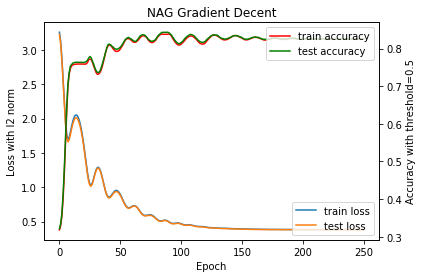 NAG Gradient Decent
train accuracy
test accuracy
3.0
2.5
2.0
1.5
1.0
0.5
Loss with l2 norm
0.8
0.7
0.6
0.5
0.4
0.3
Accuracy with threshold=0.5
train loss
test loss
0
50
100
150
200
250
Epoch